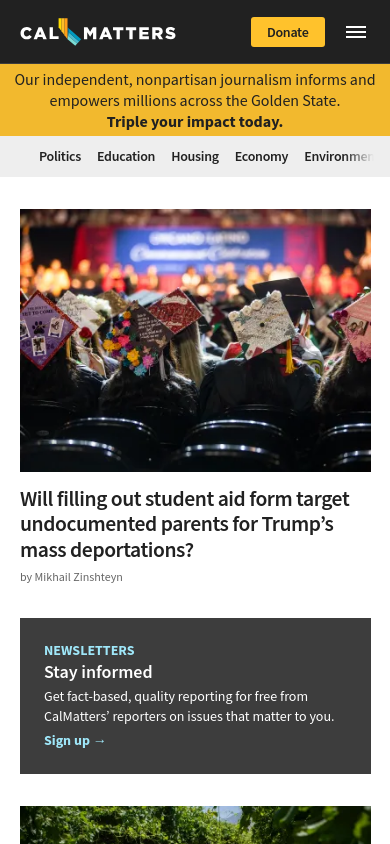 CALMATTERS
Donate
Our independent, nonpartisan journalism informs and
empowers millions across the Golden State.
Triple your impact today.
Politics Education Housing Economy
Will filling out student aid form target
undocumented parents for Trump’s
mass deportations?
by Mikhail Zinshteyn
NEWSLETTERS
Stay informed
Get fact-based, quality reporting for free from
CalMatters’ reporters on issues that matter to you.
Sign up →